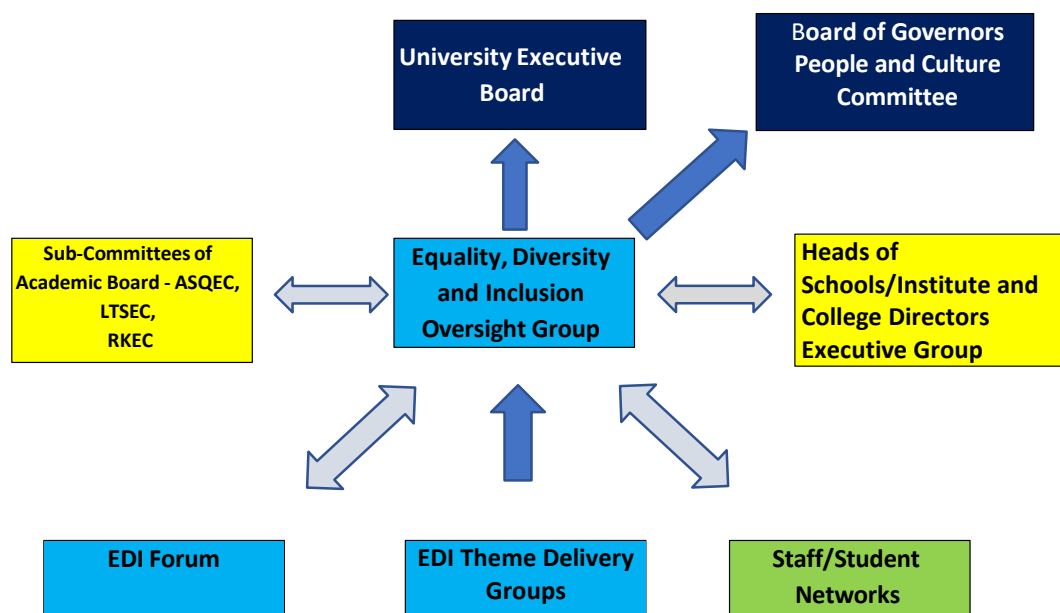 University Executive
Board
Board of Governors
People and Culture
Committee
Sub-Committees of
Academic Board - ASQEC,
LTSEC,
RKEC
Equality, Diversity
and Inclusion
Oversight Group
Heads of
Schools/Institute and
College Directors
Executive Group
EDI Forum
EDI Theme Delivery
Groups
Staff/Student
Networks